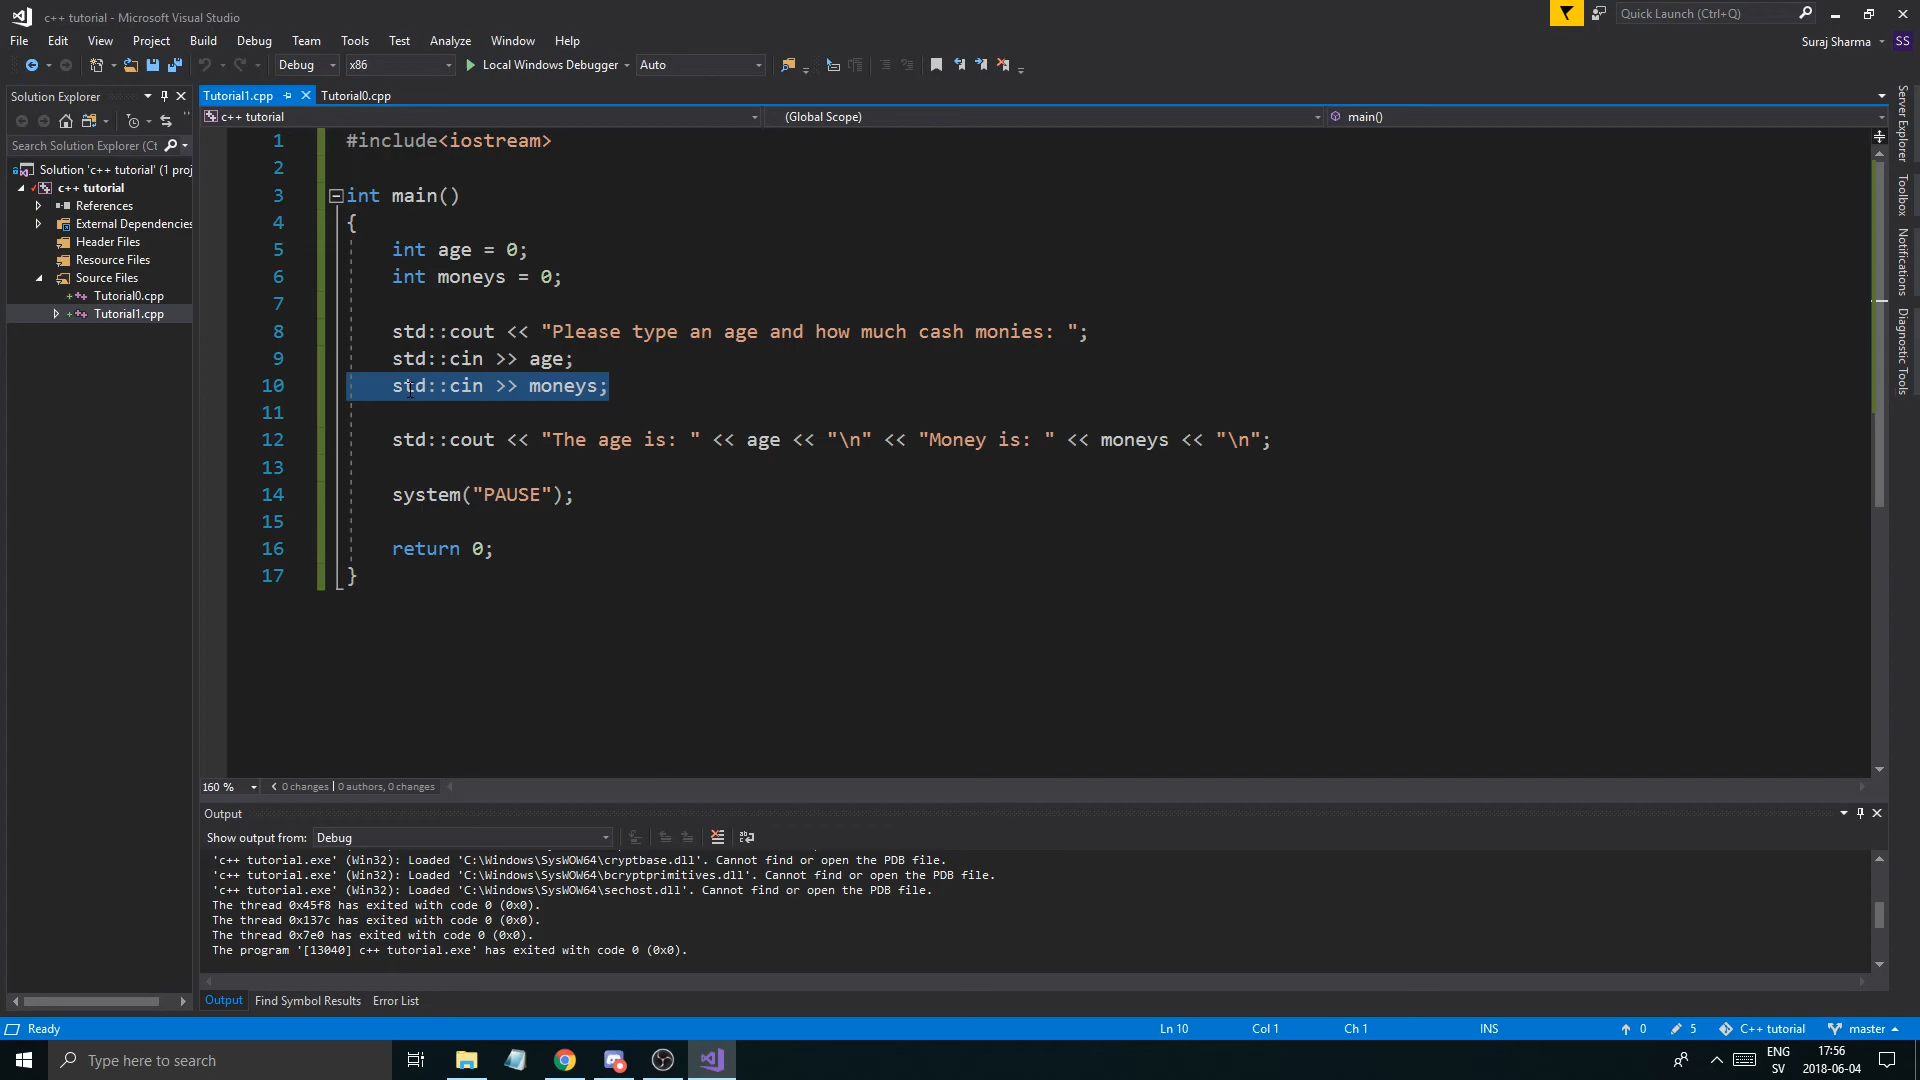 c++ tutorial - Microsoft Visual Studio
Quick Launch (Ctrl+Q)
File Edit View Project Build Debug Team Tools Test Analyze Window Help
Suraj Sharma SS
Debug x86 Local Windows Debugger Auto
Solution Explorer
Tutorial1.cpp Tutorial0.cpp
c++ tutorial (Global Scope) main()
Search Solution Explorer (Ct
Solution 'c++ tutorial' (1 proj
c++ tutorial
References
External Dependencies
Header Files
Resource Files
Source Files
Tutorial0.cpp
Tutorial1.cpp
1 #include<iostream>
2
3 int main()
4 {
5 int age = 0;
6 int moneys = 0;
7
8 std::cout << "Please type an age and how much cash monies: ";
9 std::cin >> age;
10 std::cin >> moneys;
11
12 std::cout << "The age is: " << age << "\n" << "Money is: " << moneys << "\n";
13
14 system("PAUSE");
15
16 return 0;
17 }
Server Explorer
Toolbox
Notifications
Diagnostic Tools
160 % 0 changes | 0 authors, 0 changes
Output
Show output from: Debug
'c++ tutorial.exe' (Win32): Loaded 'C:\Windows\SysWOW64\cryptbase.dll'. Cannot find or open the PDB file.
'c++ tutorial.exe' (Win32): Loaded 'C:\Windows\SysWOW64\bcryptprimitives.dll'. Cannot find or open the PDB file.
'c++ tutorial.exe' (Win32): Loaded 'C:\Windows\SysWOW64\sechost.dll'. Cannot find or open the PDB file.
The thread 0x45f8 has exited with code 0 (0x0).
The thread 0x137c has exited with code 0 (0x0).
The thread 0x7e0 has exited with code 0 (0x0).
The program '[13040] c++ tutorial.exe' has exited with code 0 (0x0).
Output Find Symbol Results Error List
Ready Ln 10 Col 1 Ch 1 INS 0 5 C++ tutorial master
Type here to search
ENG 17:56
SV 2018-06-04